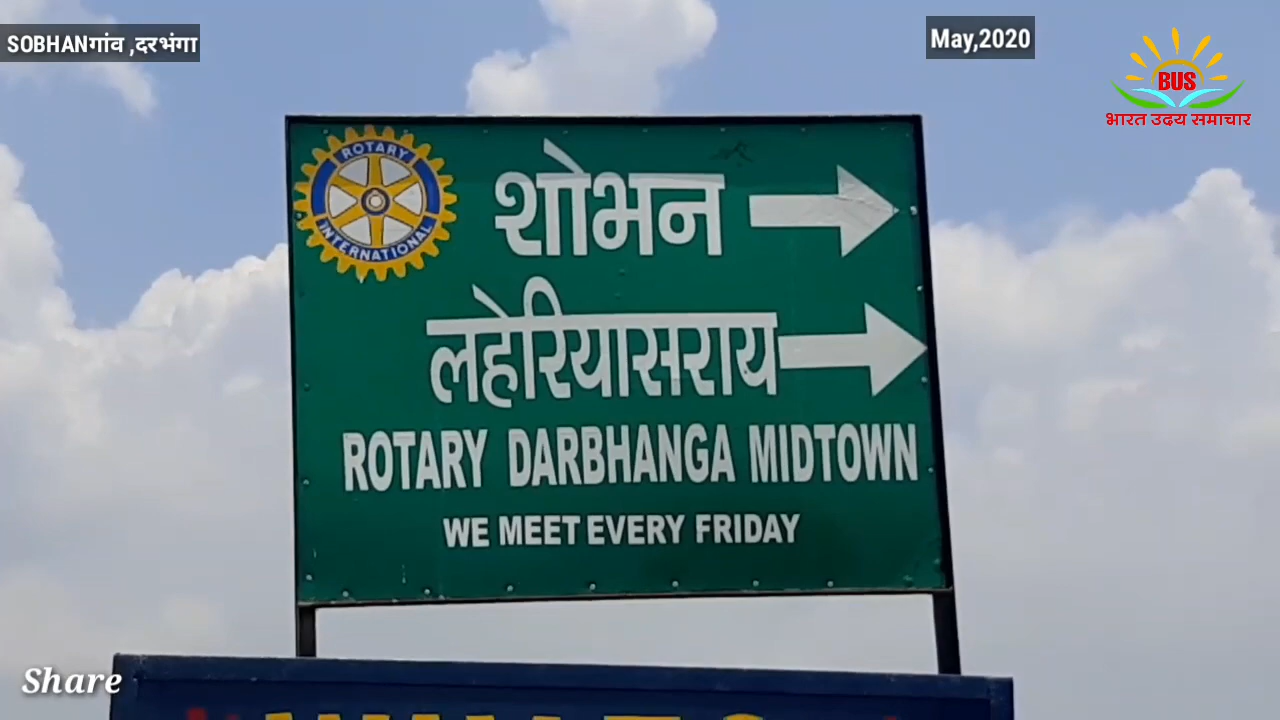 SOBHANगांव ,दरभंगा
May,2020
BUS
भारत उदय समाचार
ROTARY
INTERNATIONAL
शोभन
लहेरियासराय
ROTARY DARBHANGA MIDTOWN
WE MEET EVERY FRIDAY
Share